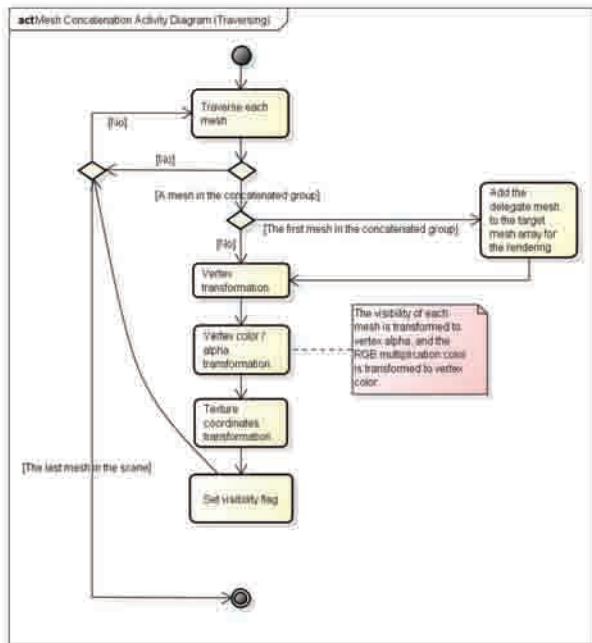 act Mesh Concatenation Activity Diagram (Traversing)
Traverse each
mesh
[No]
[No]
[A mesh in the concatenated group]
[The first mesh in the concatenated group]
Add the
delegate mesh
to the target
mesh array for
the rendering
[No]
Vertex
transformation
The visibility of each
mesh is transformed to
vertex alpha, and the
RGB multiplication color
is transformed to vertex
color.
Vertex color /
alpha
transformation
Texture
coordinates
transformation
[The last mesh in the scene]
Set visibility flag